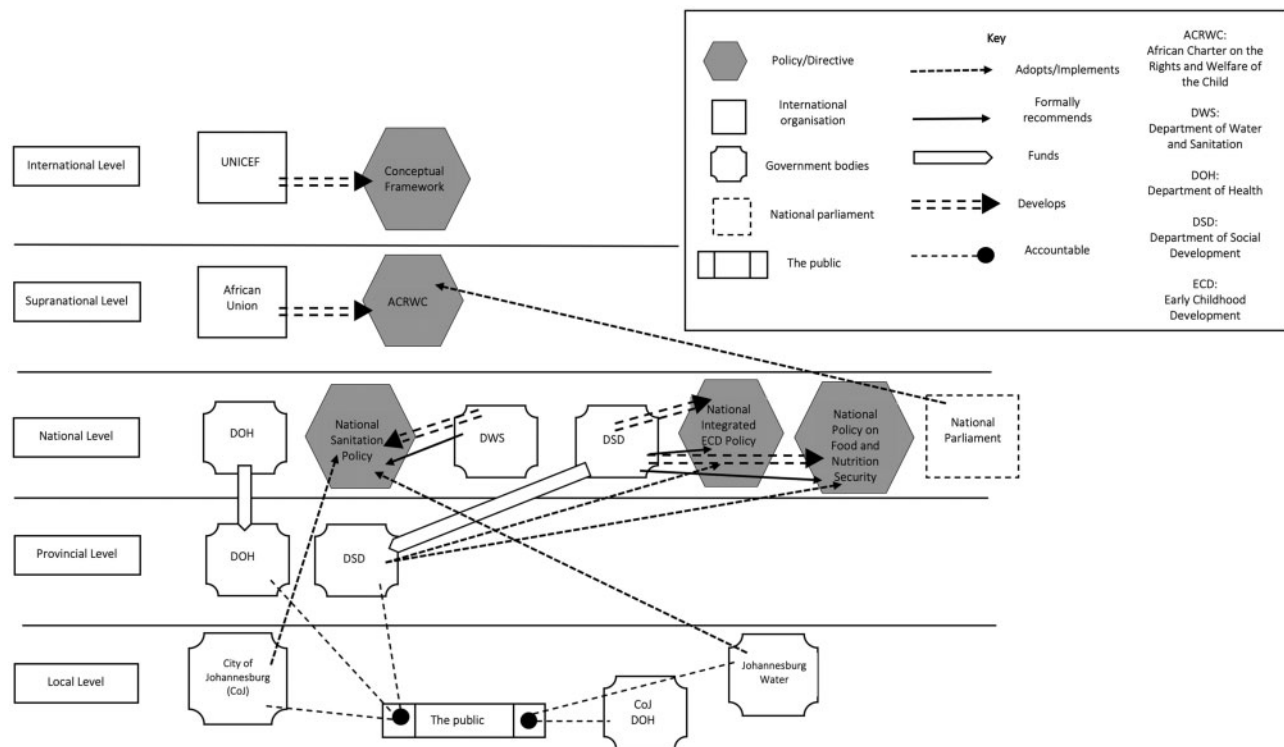 Key
Policy/Directive
International
organisation
Government bodies
National parliament
The public
Adopts/Implements
Formally
recommends
Funds
Develops
Accountable
ACRWC:
African Charter on the
Rights and Welfare of
the Child
DWS:
Department of Water
and Sanitation
DOH:
Department of Health
DSD:
Department of Social
Development
ECD:
Early Childhood
Development
International Level
UNICEF
Conceptual
Framework
Supranational Level
African
Union
ACRWC
National Level
DOH
National
Sanitation
Policy
DWS
DSD
National
Integrated
ECD Policy
National
Policy on
Food and
Nutrition
Security
National
Parliament
Provincial Level
DOH
DSD
Local Level
City of
Johannesburg
(CoJ)
The public
CoJ
DOH
Johannesburg
Water